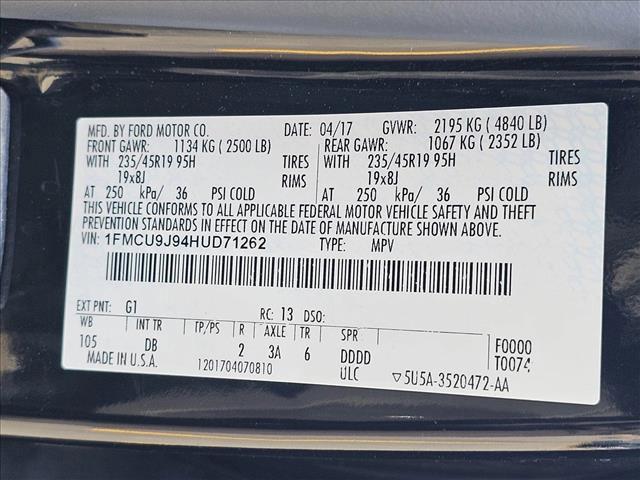 MFD. BY FORD MOTOR CO. DATE: 04/17 GVWR: 2195 KG ( 4840 LB)
FRONT GAWR: 1134 KG ( 2500 LB) REAR GAWR: 1067 KG ( 2352 LB)
WITH 235/45R19 95H TIRES WITH 235/45R19 95H TIRES
19x8J RIMS 19x8J RIMS
AT 250 kPa/ 36 PSI COLD AT 250 kPa/ 36 PSI COLD
THIS VEHICLE CONFORMS TO ALL APPLICABLE FEDERAL MOTOR VEHICLE SAFETY AND THEFT
PREVENTION STANDARDS IN EFFECT ON THE DATE OF MANUFACTURE SHOWN ABOVE.
VIN: 1FMCU9J94HUD71262 TYPE: MPV
EXT PNT: G1 RC: 13 DSO:
WB INT TR TP/PS R AXLE TR SPR
105 DB 2 3A 6 DDDD F0000
MADE IN U.S.A. 1201704070810 ULC T0074
▽5U5A-3520472-AA